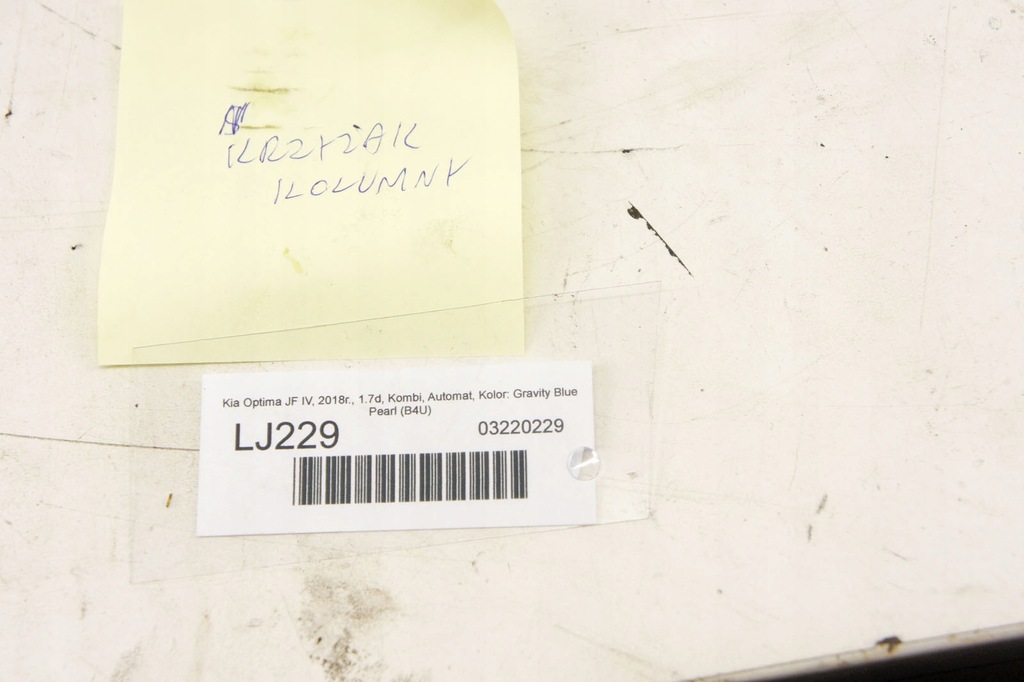 KRZYŻAK
KOLUMNY
Kia Optima JF IV, 2018r., 1.7d, Kombi, Automat, Kolor: Gravity Blue
Pearl (B4U)
LJ229
03220229